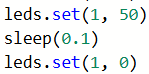 leds.set(1, 50)
sleep(0.1)
leds.set(1, 0)